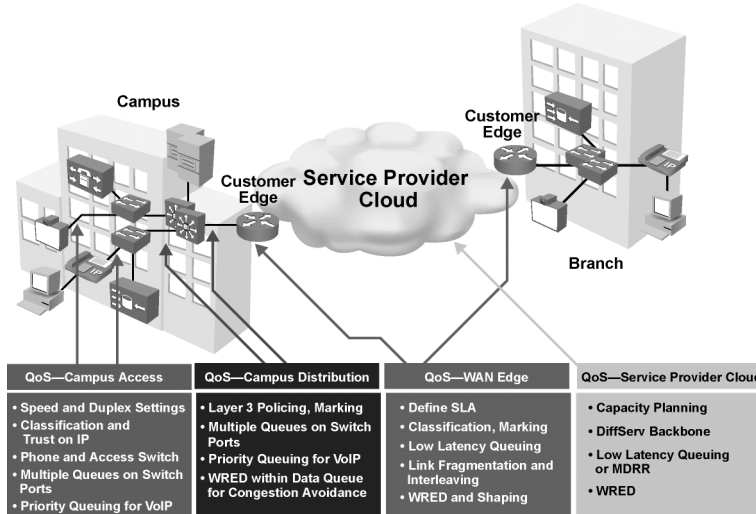 Campus
Customer
Edge
Service Provider
Cloud
Customer
Edge
IP
IP
Branch
QoS—Campus Access
• Speed and Duplex Settings
• Classification and
Trust on IP
• Phone and Access Switch
• Multiple Queues on Switch
Ports
• Priority Queuing for VoIP
QoS—Campus Distribution
• Layer 3 Policing, Marking
• Multiple Queues on Switch
Ports
• Priority Queuing for VoIP
• WRED within Data Queue
for Congestion Avoidance
QoS—WAN Edge
• Define SLA
• Classification, Marking
• Low Latency Queuing
• Link Fragmentation and
Interleaving
• WRED and Shaping
QoS—Service Provider Cloud
• Capacity Planning
• DiffServ Backbone
• Low Latency Queuing
or MDRR
• WRED